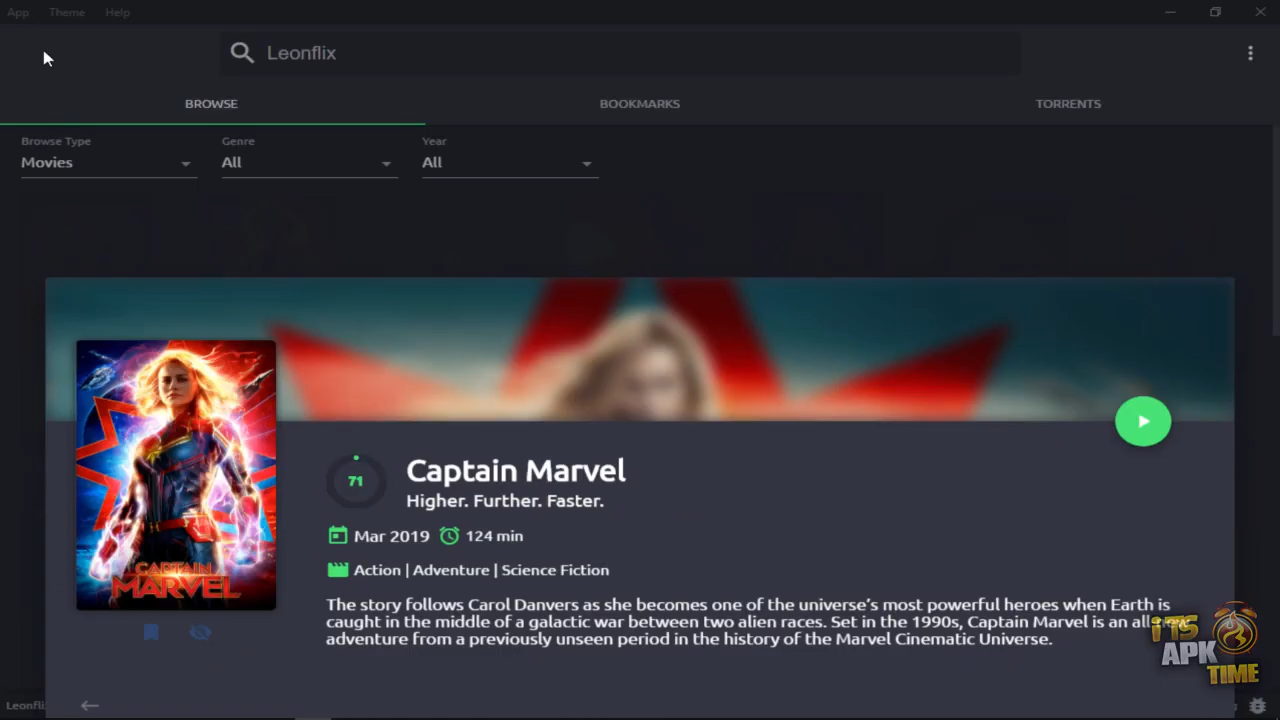 App Theme Help
Leonflix
BROWSE BOOKMARKS TORRENTS
Browse Type Genre Year
Movies All All
71
Captain Marvel
Higher. Further. Faster.
Mar 2019 124 min
Action | Adventure | Science Fiction
The story follows Carol Danvers as she becomes one of the universe's most powerful heroes when Earth is
caught in the middle of a galactic war between two alien races. Set in the 1990s, Captain Marvel is an all-new
adventure from a previously unseen period in the history of the Marvel Cinematic Universe.
CAPTAIN
MARVEL
ITS
APK
TIME